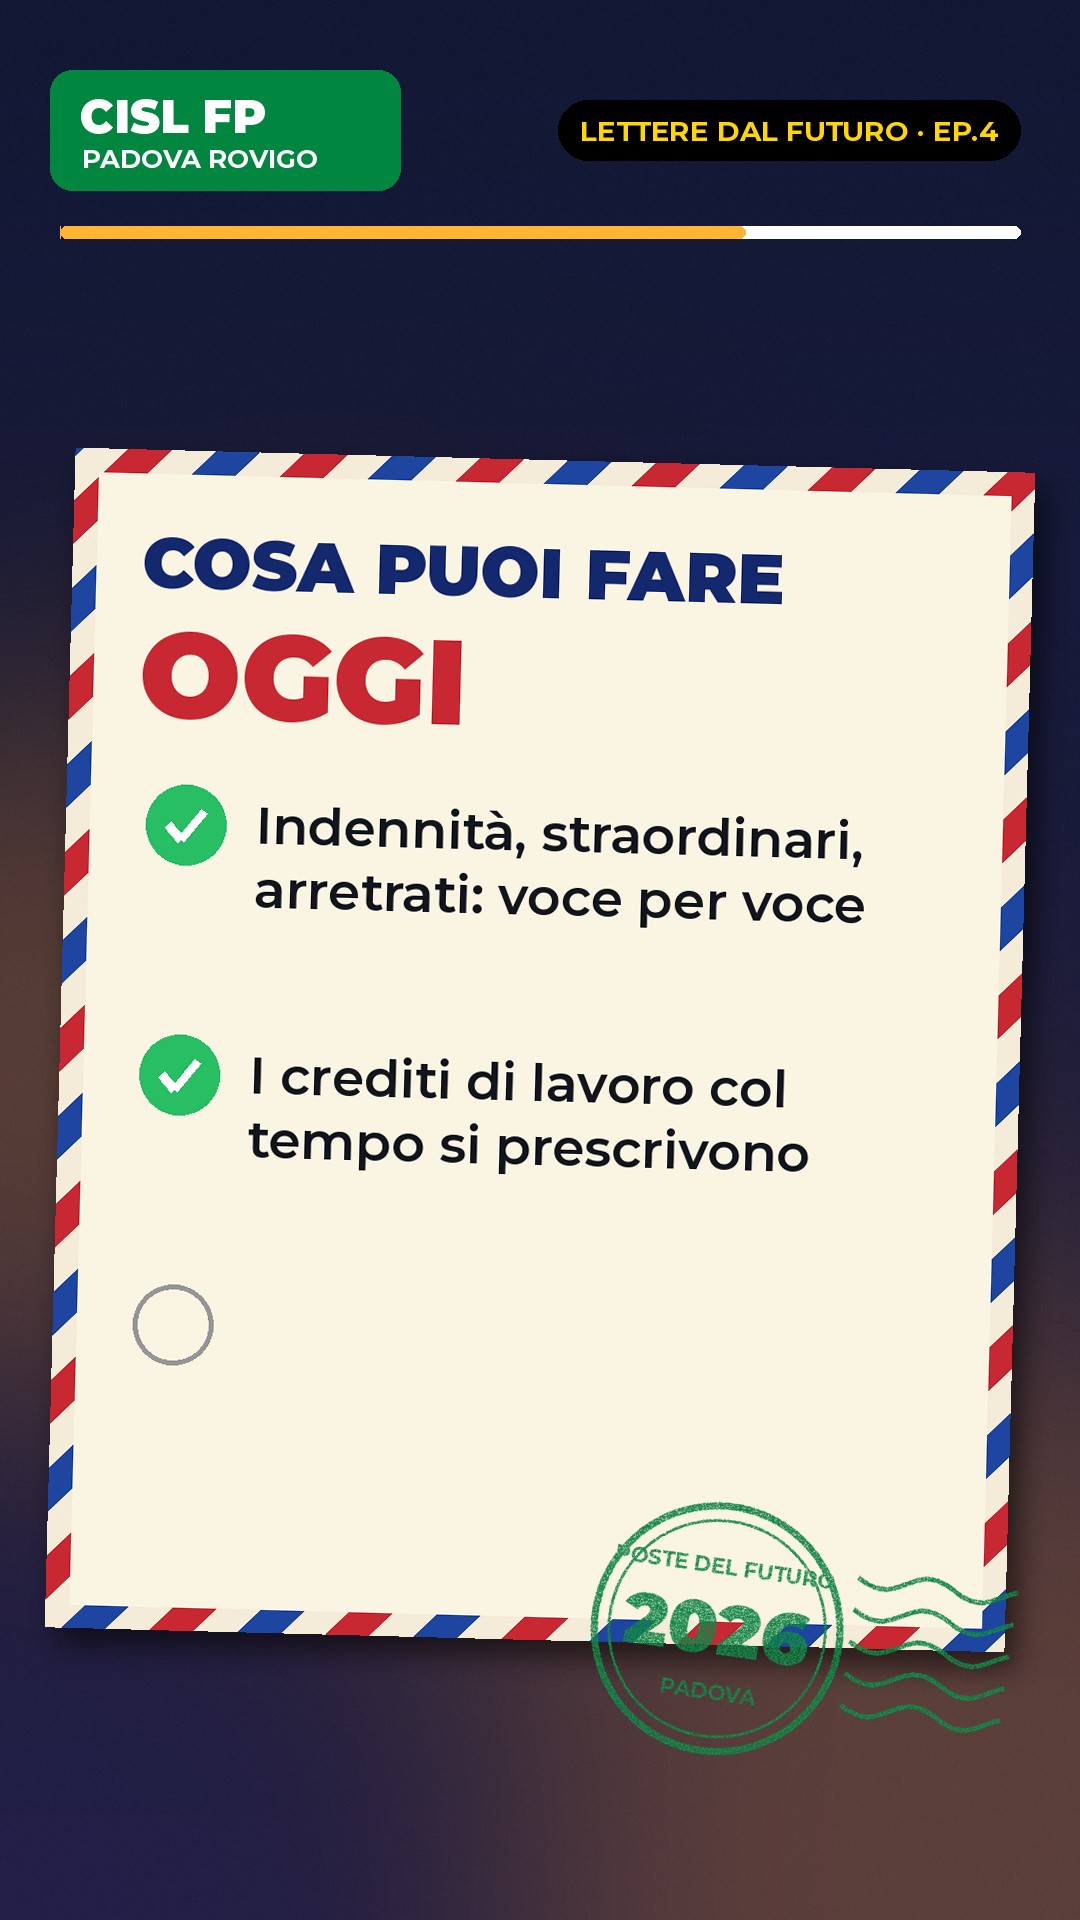 CISL FP
PADOVA ROVIGO
LETTERE DAL FUTURO · EP.4
COSA PUOI FARE
OGGI
Indennità, straordinari,
arretrati: voce per voce
I crediti di lavoro col
tempo si prescrivono
POSTE DEL FUTURO
2026
PADOVA